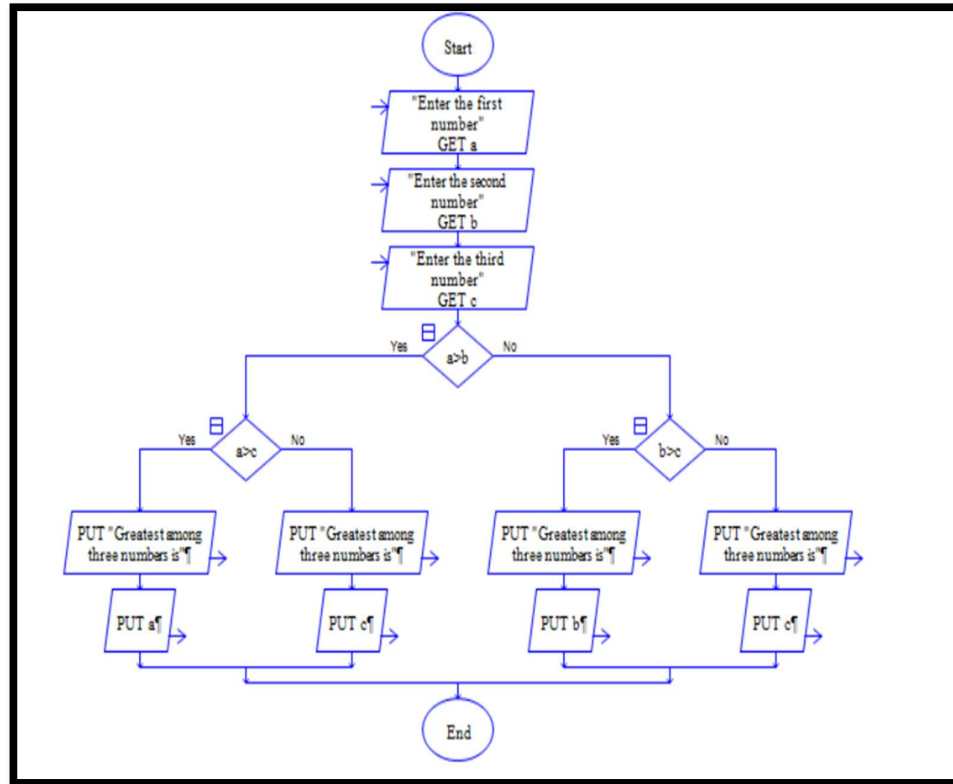 Start
"Enter the first
number"
GET a
"Enter the second
number"
GET b
"Enter the third
number"
GET c
Yes
a>b
No
Yes
a>c
No
Yes
b>c
No
PUT "Greatest among
three numbers is"¶
PUT "Greatest among
three numbers is"¶
PUT "Greatest among
three numbers is"¶
PUT "Greatest among
three numbers is"¶
PUT a¶
PUT c¶
PUT b¶
PUT c¶
End